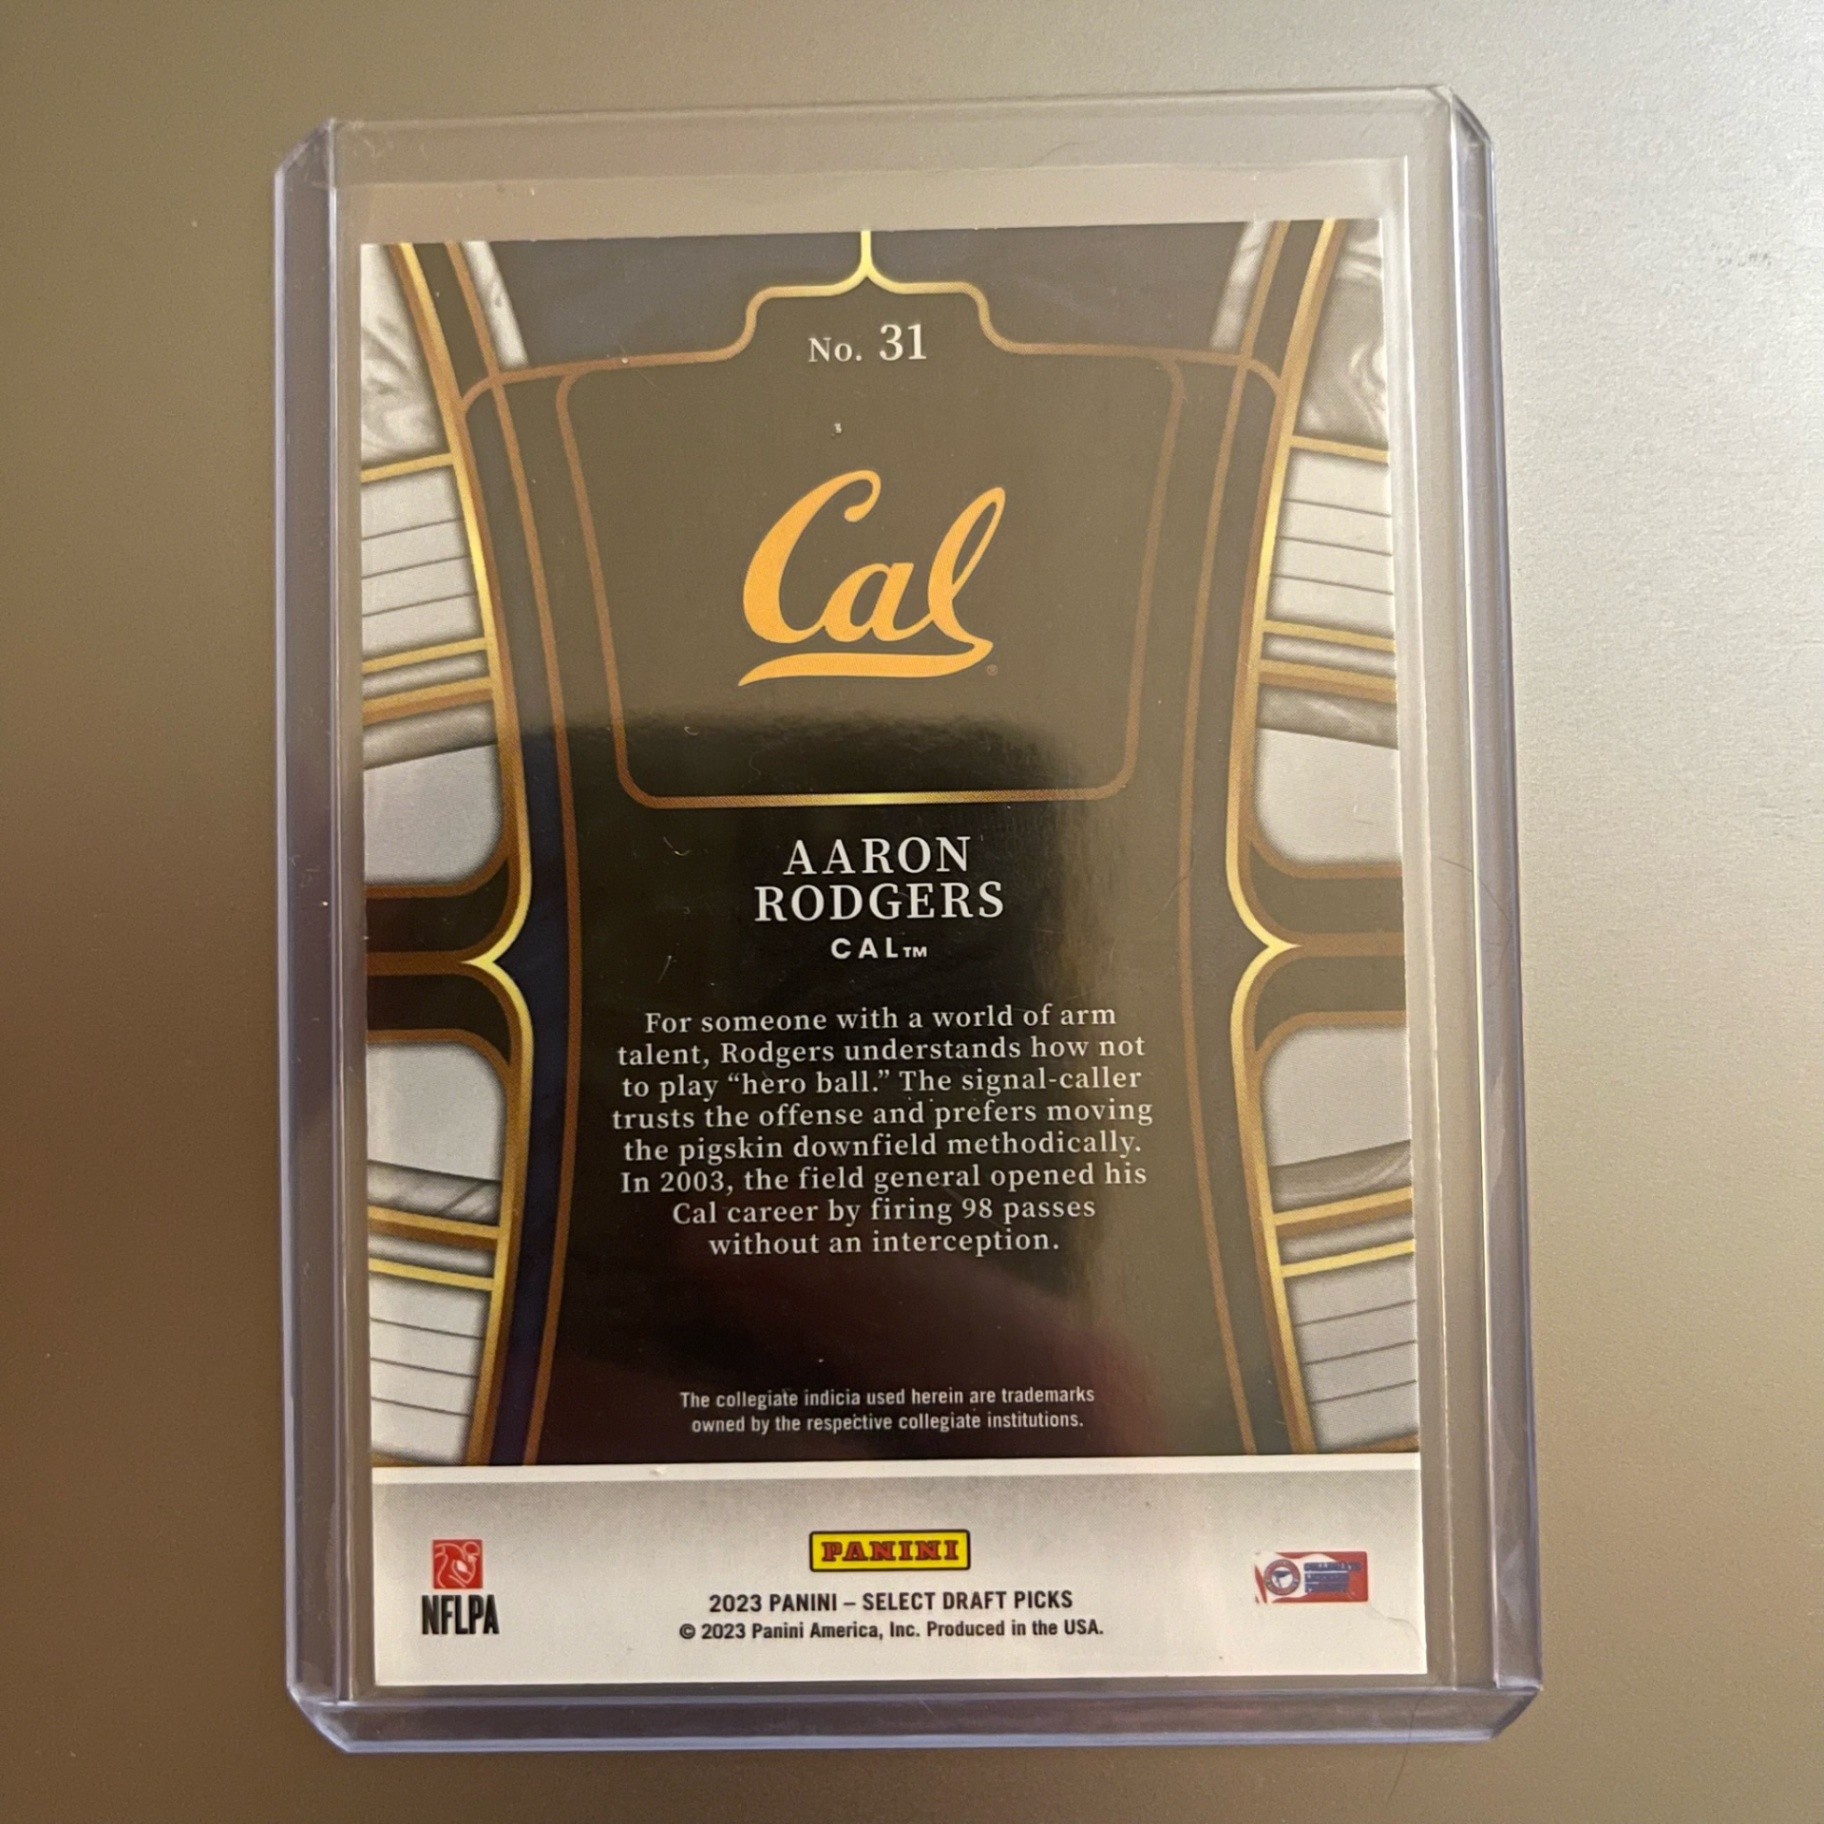 No. 31
Cal
AARON
RODGERS
CAL™
For someone with a world of arm
talent, Rodgers understands how not
to play “hero ball.” The signal-caller
trusts the offense and prefers moving
the pigskin downfield methodically.
In 2003, the field general opened his
Cal career by firing 98 passes
without an interception.
The collegiate indicia used herein are trademarks
owned by the respective collegiate institutions.
NFLPA
PANINI
2023 PANINI – SELECT DRAFT PICKS
© 2023 Panini America, Inc. Produced in the USA.